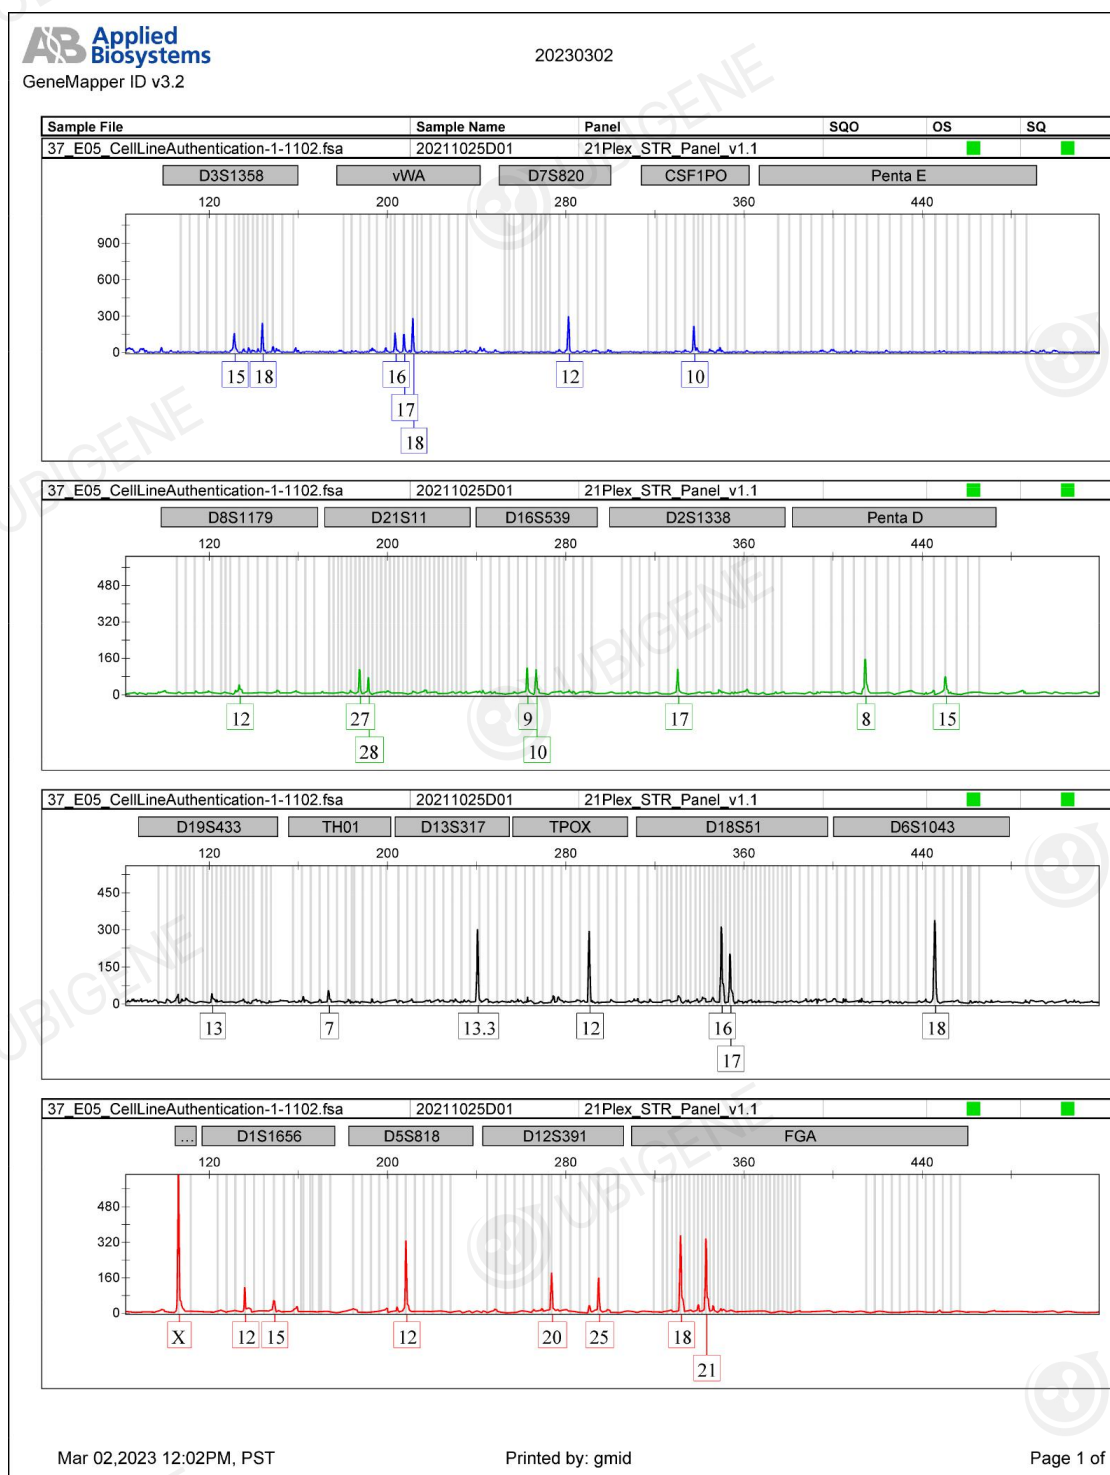 AB Applied Biosystems
GeneMapper ID v3.2
20230302
Sample File Sample Name Panel SQO OS SQ
37_E05_CellLineAuthentication-1-1102.fsa 20211025D01 21Plex_STR_Panel_v1.1
D3S1358 vWA D7S820 CSF1PO Penta E
120 200 280 360 440
900
600
300
0
15 18 16 12 10
17
18
37_E05_CellLineAuthentication-1-1102.fsa 20211025D01 21Plex_STR_Panel_v1.1
D8S1179 D21S11 D16S539 D2S1338 Penta D
120 200 280 360 440
480
320
160
0
12 27 9 17 8 15
28 10
37_E05_CellLineAuthentication-1-1102.fsa 20211025D01 21Plex_STR_Panel_v1.1
D19S433 TH01 D13S317 TPOX D18S51 D6S1043
120 200 280 360 440
450
300
150
0
13 7 13.3 12 16 18
17
37_E05_CellLineAuthentication-1-1102.fsa 20211025D01 21Plex_STR_Panel_v1.1
... D1S1656 D5S818 D12S391 FGA
120 200 280 360 440
480
320
160
0
X 12 15 12 20 25 18
21
Mar 02,2023 12:02PM, PST Printed by: gmid Page 1 of
UBIGENE
UBIGENE
UBIGENE
UBIGENE
UBIGENE
UBIGENE